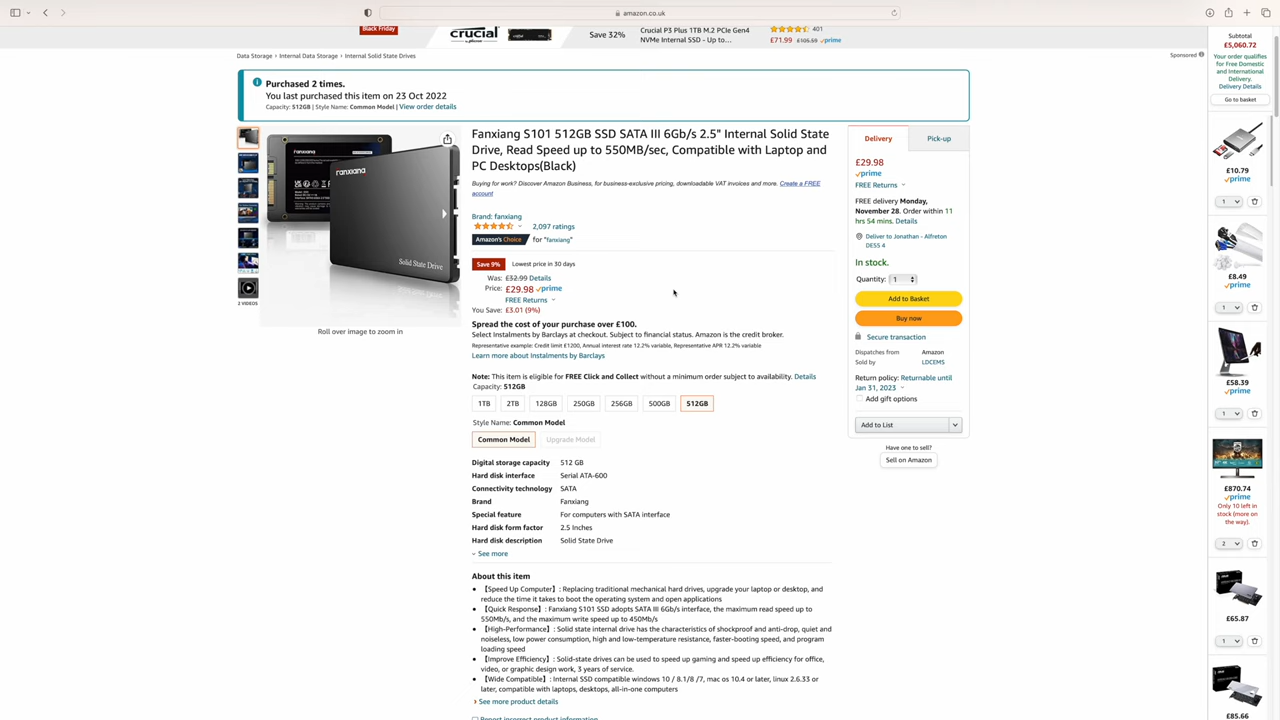 amazon.co.uk
Black Friday
crucial
Save 32%
Crucial P3 Plus 1TB M.2 PCIe Gen4
NVMe Internal SSD - Up to...
401
£71.99 £105.59 prime
Data Storage › Internal Data Storage › Internal Solid State Drives
Sponsored
Purchased 2 times.
You last purchased this item on 23 Oct 2022
Capacity: 512GB | Style Name: Common Model | View order details
fanxiang
Solid State Drive
2 VIDEOS
Roll over image to zoom in
Fanxiang S101 512GB SSD SATA III 6Gb/s 2.5" Internal Solid State
Drive, Read Speed up to 550MB/sec, Compatible with Laptop and
PC Desktops(Black)
Buying for work? Discover Amazon Business, for business-exclusive pricing, downloadable VAT invoices and more. Create a FREE
account
Brand: fanxiang
2,097 ratings
Amazon's Choice for "fanxiang"
Save 9% Lowest price in 30 days
Was: £32.99 Details
Price: £29.98 prime
FREE Returns
You Save: £3.01 (9%)
Spread the cost of your purchase over £100.
Select Instalments by Barclays at checkout. Subject to financial status. Amazon is the credit broker.
Representative example: Credit limit £1200, Annual interest rate 12.2% variable, Representative APR 12.2% variable
Learn more about Instalments by Barclays
Note: This item is eligible for FREE Click and Collect without a minimum order subject to availability. Details
Capacity: 512GB
1TB 2TB 128GB 250GB 256GB 500GB 512GB
Style Name: Common Model
Common Model Upgrade Model
Digital storage capacity 512 GB
Hard disk interface Serial ATA-600
Connectivity technology SATA
Brand Fanxiang
Special feature For computers with SATA interface
Hard disk form factor 2.5 Inches
Hard disk description Solid State Drive
See more
About this item
【Speed Up Computer】: Replacing traditional mechanical hard drives, upgrade your laptop or desktop, and
reduce the time it takes to boot the operating system and open applications
【Quick Response】: Fanxiang S101 SSD adopts SATA III 6Gb/s interface, the maximum read speed up to
550Mb/s, and the maximum write speed up to 450Mb/s
【High-Performance】: Solid state internal drive has the characteristics of shockproof and anti-drop, quiet and
noiseless, low power consumption, high and low-temperature resistance, faster-booting speed, and program
loading speed
【Improve Efficiency】: Solid-state drives can be used to speed up gaming and speed up efficiency for office,
video, or graphic design work, 3 years of service.
【Wide Compatible】: Internal SSD compatible windows 10 / 8.1/8 /7, mac os 10.4 or later, linux 2.6.33 or
later, compatible with laptops, desktops, all-in-one computers
› See more product details
Report incorrect product information
Delivery Pick-up
£29.98
prime
FREE Returns
FREE delivery Monday,
November 28. Order within 11
hrs 54 mins. Details
Deliver to Jonathan - Alfreton
DE55 4
In stock.
Quantity: 1
Add to Basket
Buy now
Secure transaction
Dispatches from Amazon
Sold by LDCEMS
Return policy: Returnable until
Jan 31, 2023
Add gift options
Add to List
Have one to sell?
Sell on Amazon
Subtotal
£5,060.72
Your order qualifies
for Free Domestic
and International
Delivery.
Delivery Details
Go to basket
£10.79
prime
1
£8.49
prime
1
£58.39
prime
1
£870.74
prime
Only 10 left in
stock (more on
the way).
2
£65.87
1
£85.66